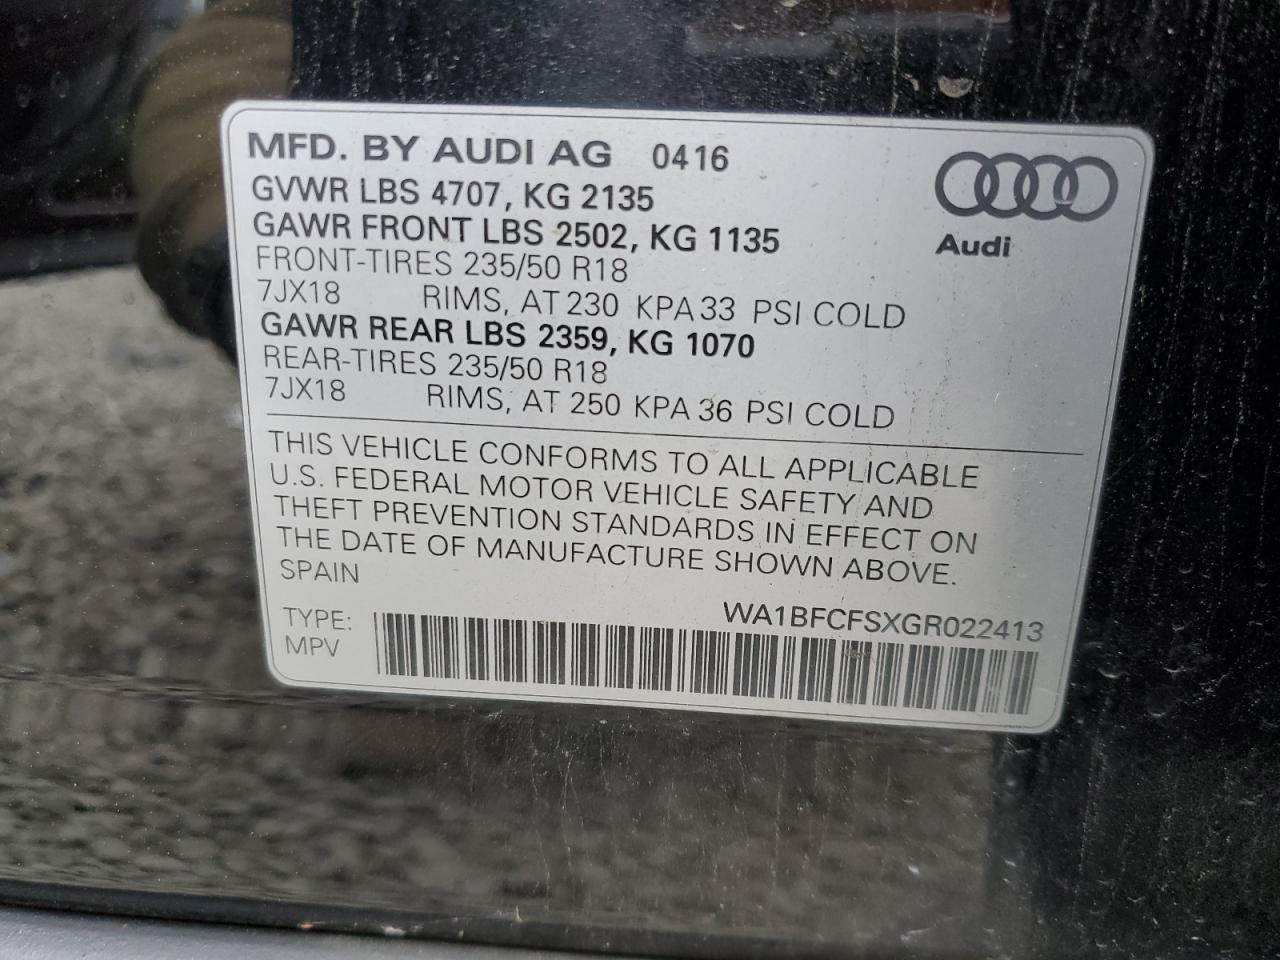 MFD. BY AUDI AG 0416
GVWR LBS 4707, KG 2135
GAWR FRONT LBS 2502, KG 1135
FRONT-TIRES 235/50 R18
7JX18 RIMS, AT 230 KPA 33 PSI COLD
GAWR REAR LBS 2359, KG 1070
REAR-TIRES 235/50 R18
7JX18 RIMS, AT 250 KPA 36 PSI COLD
Audi
THIS VEHICLE CONFORMS TO ALL APPLICABLE
U.S. FEDERAL MOTOR VEHICLE SAFETY AND
THEFT PREVENTION STANDARDS IN EFFECT ON
THE DATE OF MANUFACTURE SHOWN ABOVE.
SPAIN
WA1BFCFSXGR022413
TYPE:
MPV